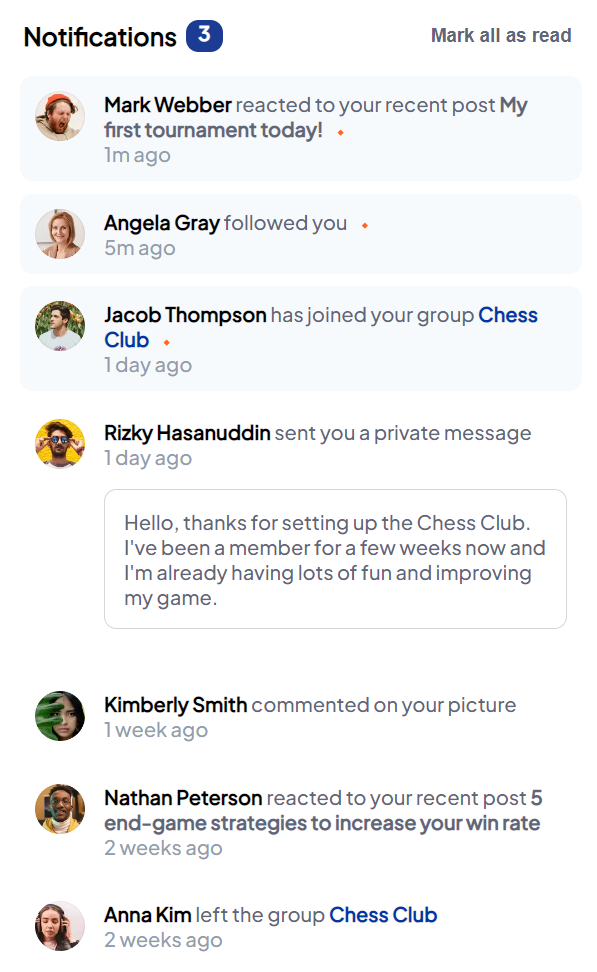 Notifications 3
Mark all as read
Mark Webber reacted to your recent post My
first tournament today!
1m ago
Angela Gray followed you
5m ago
Jacob Thompson has joined your group Chess
Club
1 day ago
Rizky Hasanuddin sent you a private message
1 day ago
Hello, thanks for setting up the Chess Club.
I've been a member for a few weeks now and
I'm already having lots of fun and improving
my game.
Kimberly Smith commented on your picture
1 week ago
Nathan Peterson reacted to your recent post 5
end-game strategies to increase your win rate
2 weeks ago
Anna Kim left the group Chess Club
2 weeks ago